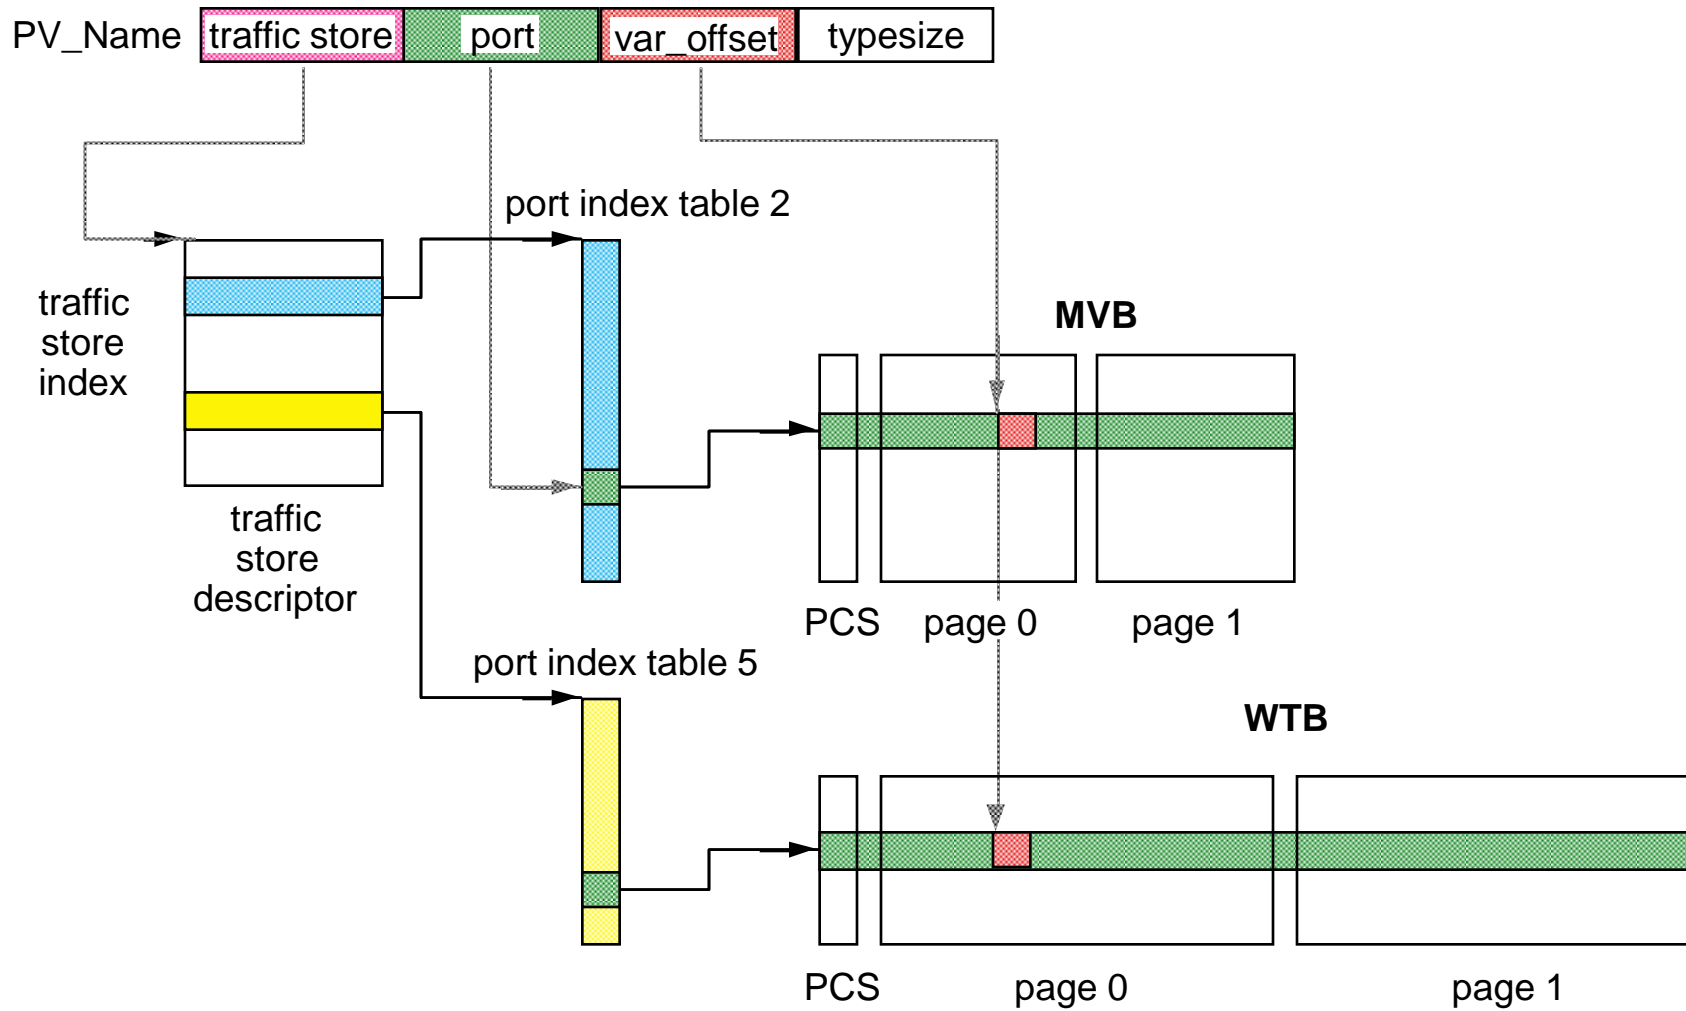 PV_Name traffic store port var_offset typesize
port index table 2
traffic
store
index
MVB
traffic
store
descriptor
PCS page 0 page 1
port index table 5
WTB
PCS page 0 page 1